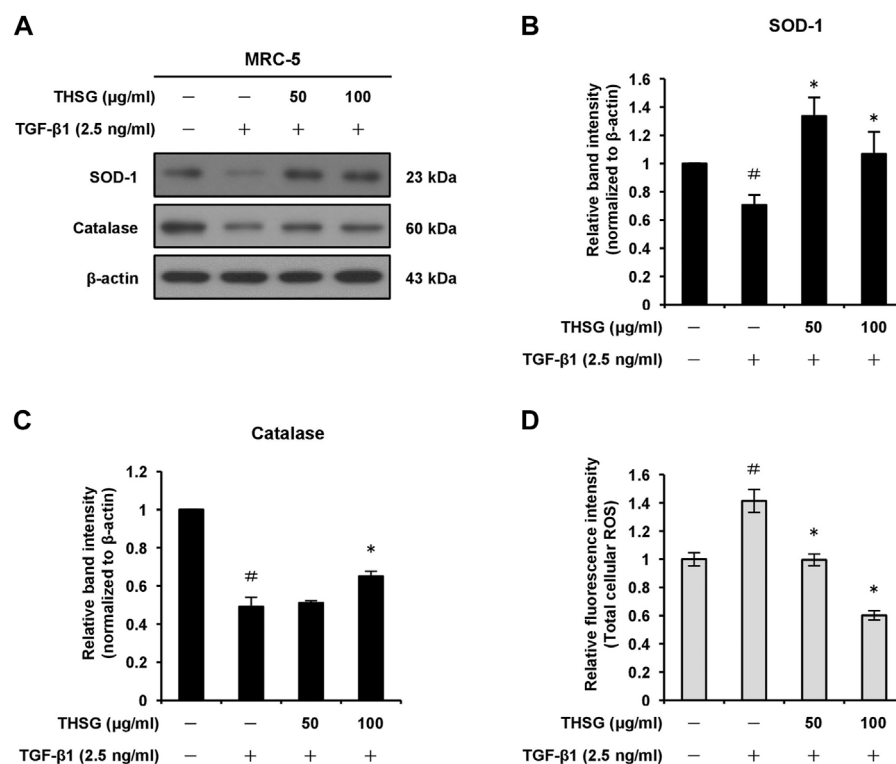 A
MRC-5
THSG (μg/ml) − − 50 100
TGF-β1 (2.5 ng/ml) − + + +
SOD-1 23 kDa
Catalase 60 kDa
β-actin 43 kDa
B
SOD-1
Relative band intensity
(normalized to β-actin)
1.6
1.4
1.2
1
0.8
0.6
0.4
0.2
0
# * *
THSG (μg/ml) − − 50 100
TGF-β1 (2.5 ng/ml) − + + +
C
Catalase
Relative band intensity
(normalized to β-actin)
1.2
1
0.8
0.6
0.4
0.2
0
# *
THSG (μg/ml) − − 50 100
TGF-β1 (2.5 ng/ml) − + + +
D
Relative fluorescence intensity
(Total cellular ROS)
1.6
1.4
1.2
1
0.8
0.6
0.4
0.2
0
# * *
THSG (μg/ml) − − 50 100
TGF-β1 (2.5 ng/ml) − + + +